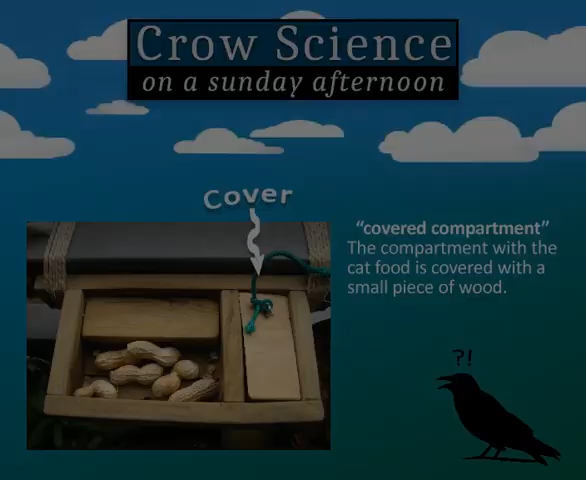 Crow Science
on a sunday afternoon
Cover
“covered compartment”
The compartment with the
cat food is covered with a
small piece of wood.
?!